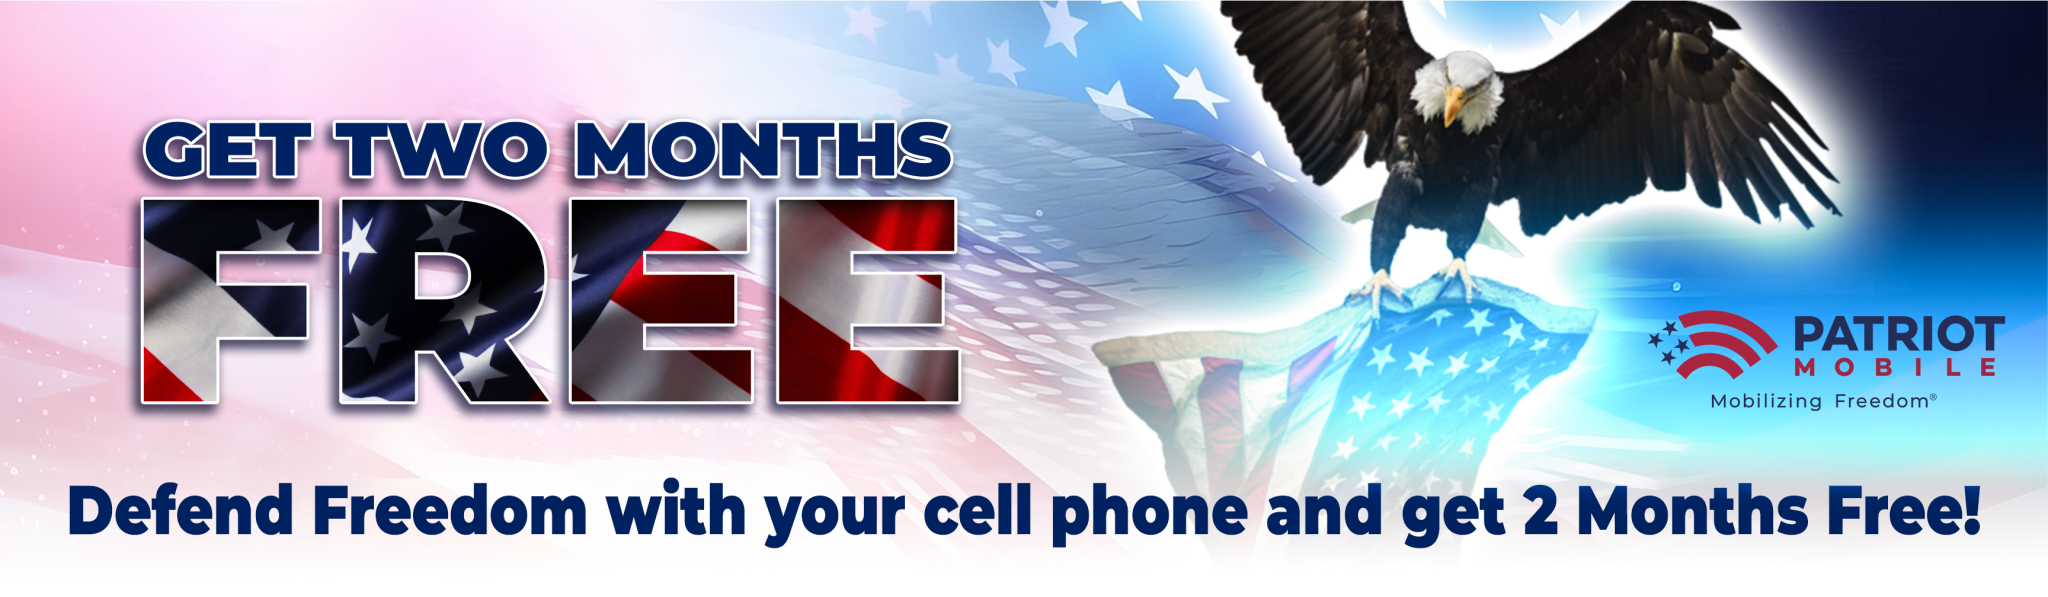 GET TWO MONTHS
FREE
PATRIOT
MOBILE
Mobilizing Freedom®
Defend Freedom with your cell phone and get 2 Months Free!